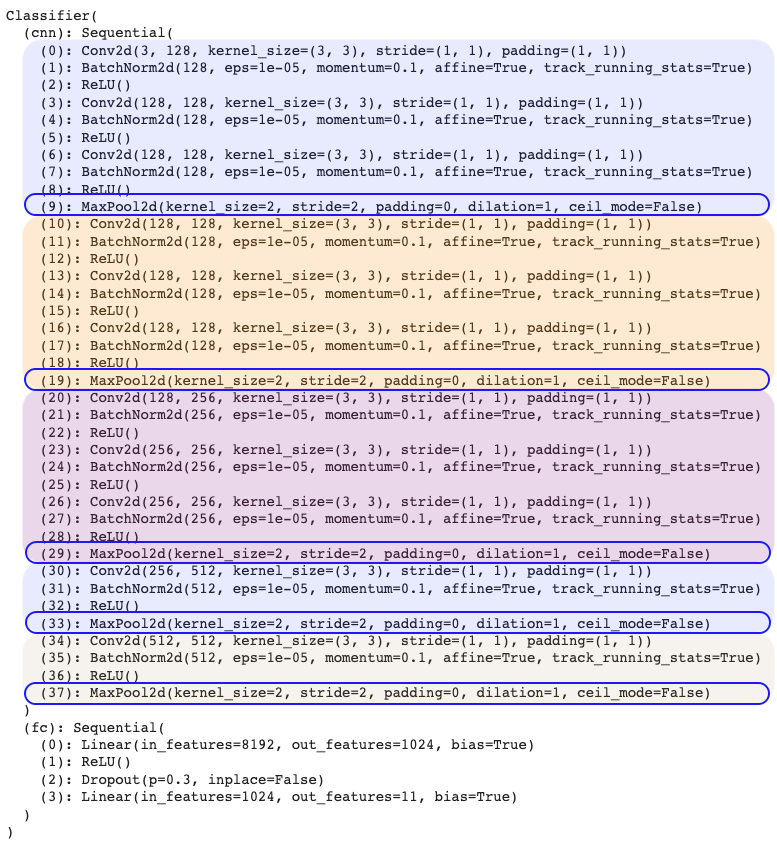 Classifier(
  (cnn): Sequential(
    (0): Conv2d(3, 128, kernel_size=(3, 3), stride=(1, 1), padding=(1, 1))
    (1): BatchNorm2d(128, eps=1e-05, momentum=0.1, affine=True, track_running_stats=True)
    (2): ReLU()
    (3): Conv2d(128, 128, kernel_size=(3, 3), stride=(1, 1), padding=(1, 1))
    (4): BatchNorm2d(128, eps=1e-05, momentum=0.1, affine=True, track_running_stats=True)
    (5): ReLU()
    (6): Conv2d(128, 128, kernel_size=(3, 3), stride=(1, 1), padding=(1, 1))
    (7): BatchNorm2d(128, eps=1e-05, momentum=0.1, affine=True, track_running_stats=True)
    (8): ReLU()
    (9): MaxPool2d(kernel_size=2, stride=2, padding=0, dilation=1, ceil_mode=False)
    (10): Conv2d(128, 128, kernel_size=(3, 3), stride=(1, 1), padding=(1, 1))
    (11): BatchNorm2d(128, eps=1e-05, momentum=0.1, affine=True, track_running_stats=True)
    (12): ReLU()
    (13): Conv2d(128, 128, kernel_size=(3, 3), stride=(1, 1), padding=(1, 1))
    (14): BatchNorm2d(128, eps=1e-05, momentum=0.1, affine=True, track_running_stats=True)
    (15): ReLU()
    (16): Conv2d(128, 128, kernel_size=(3, 3), stride=(1, 1), padding=(1, 1))
    (17): BatchNorm2d(128, eps=1e-05, momentum=0.1, affine=True, track_running_stats=True)
    (18): ReLU()
    (19): MaxPool2d(kernel_size=2, stride=2, padding=0, dilation=1, ceil_mode=False)
    (20): Conv2d(128, 256, kernel_size=(3, 3), stride=(1, 1), padding=(1, 1))
    (21): BatchNorm2d(256, eps=1e-05, momentum=0.1, affine=True, track_running_stats=True)
    (22): ReLU()
    (23): Conv2d(256, 256, kernel_size=(3, 3), stride=(1, 1), padding=(1, 1))
    (24): BatchNorm2d(256, eps=1e-05, momentum=0.1, affine=True, track_running_stats=True)
    (25): ReLU()
    (26): Conv2d(256, 256, kernel_size=(3, 3), stride=(1, 1), padding=(1, 1))
    (27): BatchNorm2d(256, eps=1e-05, momentum=0.1, affine=True, track_running_stats=True)
    (28): ReLU()
    (29): MaxPool2d(kernel_size=2, stride=2, padding=0, dilation=1, ceil_mode=False)
    (30): Conv2d(256, 512, kernel_size=(3, 3), stride=(1, 1), padding=(1, 1))
    (31): BatchNorm2d(512, eps=1e-05, momentum=0.1, affine=True, track_running_stats=True)
    (32): ReLU()
    (33): MaxPool2d(kernel_size=2, stride=2, padding=0, dilation=1, ceil_mode=False)
    (34): Conv2d(512, 512, kernel_size=(3, 3), stride=(1, 1), padding=(1, 1))
    (35): BatchNorm2d(512, eps=1e-05, momentum=0.1, affine=True, track_running_stats=True)
    (36): ReLU()
    (37): MaxPool2d(kernel_size=2, stride=2, padding=0, dilation=1, ceil_mode=False)
  )
  (fc): Sequential(
    (0): Linear(in_features=8192, out_features=1024, bias=True)
    (1): ReLU()
    (2): Dropout(p=0.3, inplace=False)
    (3): Linear(in_features=1024, out_features=11, bias=True)
  )
)